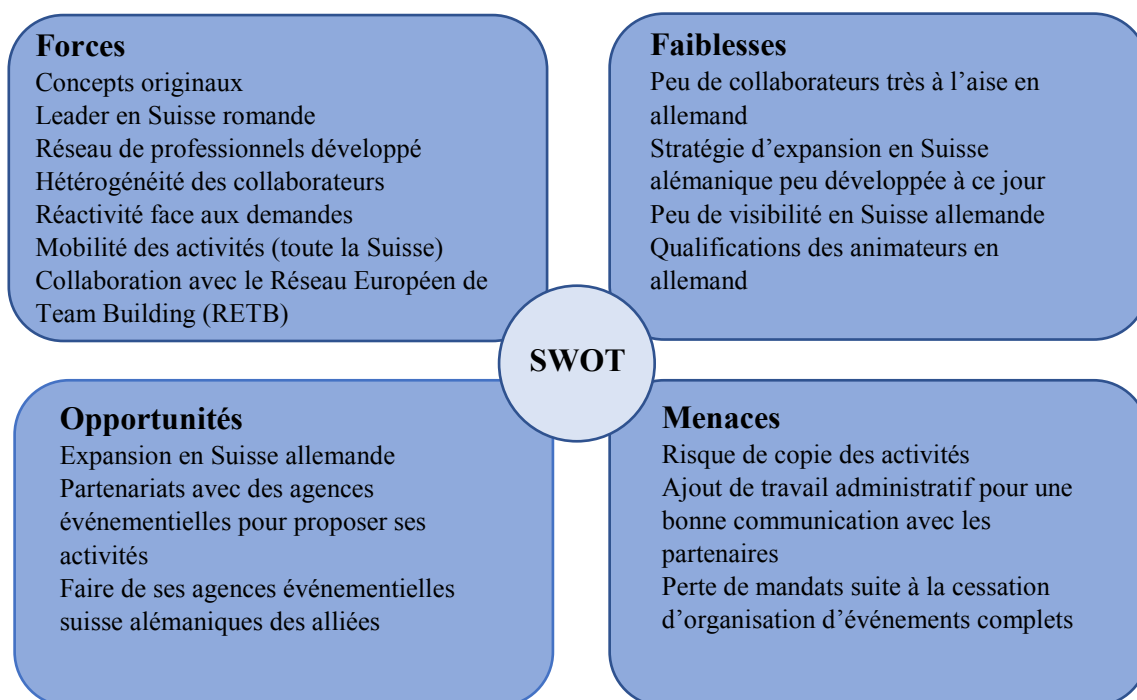 Forces
Concepts originaux
Leader en Suisse romande
Réseau de professionnels développé
Hétérogénéité des collaborateurs
Réactivité face aux demandes
Mobilité des activités (toute la Suisse)
Collaboration avec le Réseau Européen de
Team Building (RETB)
Faiblesses
Peu de collaborateurs très à l’aise en
allemand
Stratégie d’expansion en Suisse
alémanique peu développée à ce jour
Peu de visibilité en Suisse allemande
Qualifications des animateurs en
allemand
SWOT
Opportunités
Expansion en Suisse allemande
Partenariats avec des agences
événementielles pour proposer ses
activités
Faire de ses agences événementielles
suisse alémaniques des alliées
Menaces
Risque de copie des activités
Ajout de travail administratif pour une
bonne communication avec les
partenaires
Perte de mandats suite à la cessation
d’organisation d’événements complets